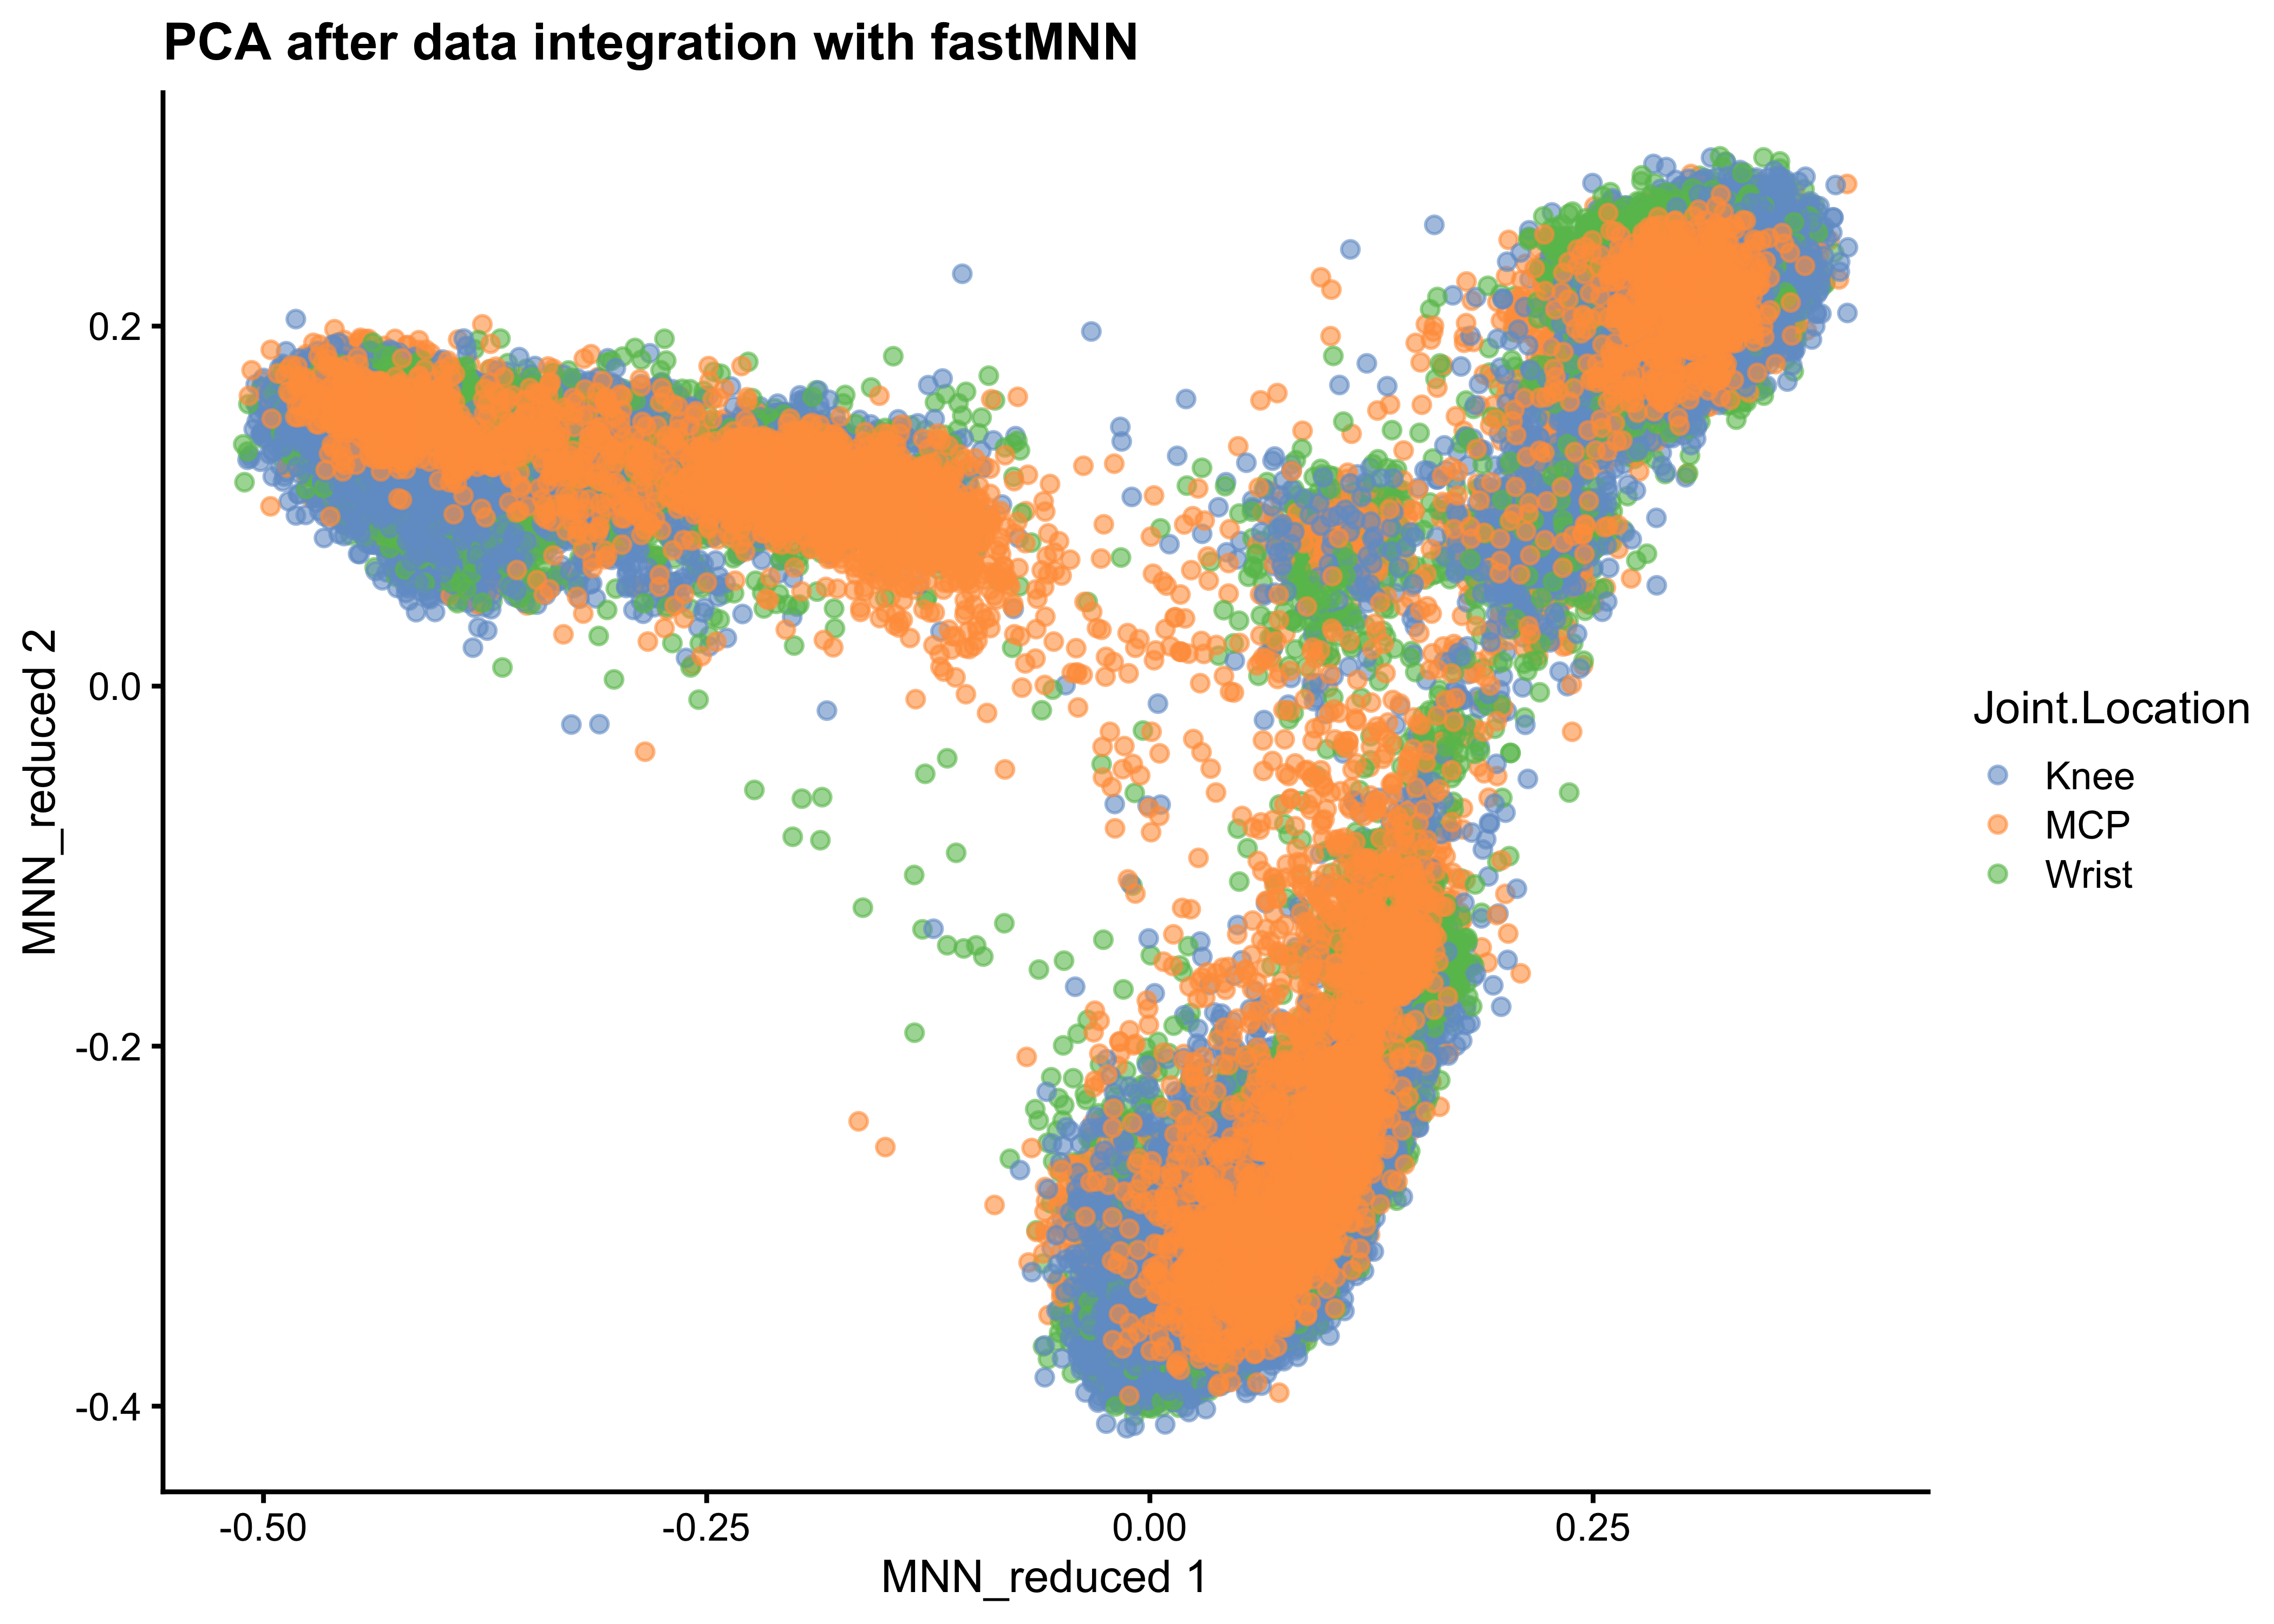 PCA after data integration with fastMNN
MNN_reduced 2
0.2
0.0
-0.2
-0.4
-0.50
-0.25
0.00
0.25
MNN_reduced 1
Joint.Location
Knee
MCP
Wrist